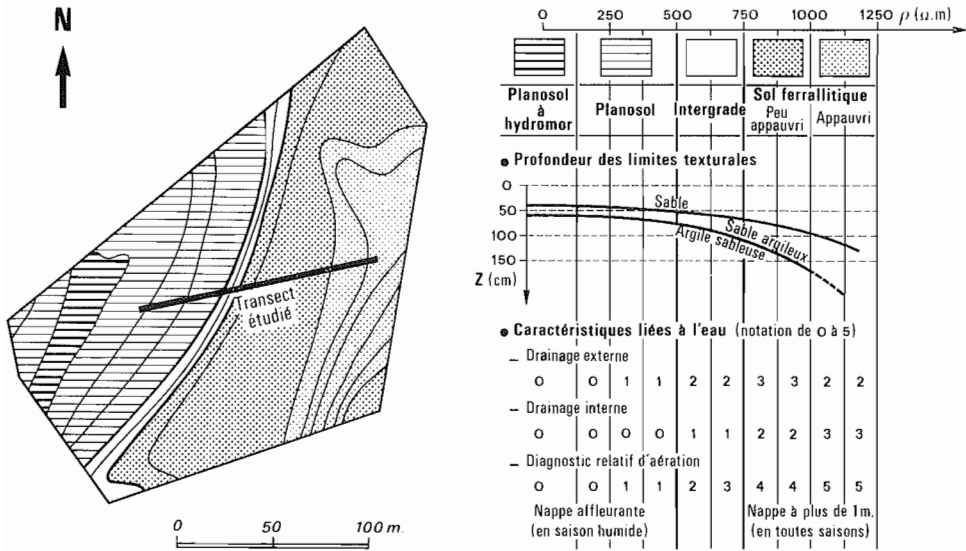 N
Transect
étudié
0 50 100 m.
0 250 500 750 1000 1250 ρ (Ω.m)
Planosol à hydromor
Planosol
Intergrade
Sol ferrallitique
Peu appauvri
Appauvri
• Profondeur des limites texturales
0
50
100
150
Z (cm)
Sable
Sable argileux
Argile sableuse
• Caractéristiques liées à l'eau (notation de 0 à 5)
– Drainage externe
0 0 1 1 2 2 3 3 2 2
– Drainage interne
0 0 0 0 1 1 2 2 3 3
– Diagnostic relatif d'aération
0 0 1 1 2 3 4 4 5 5
Nappe affleurante
(en saison humide)
Nappe à plus de 1m.
(en toutes saisons)